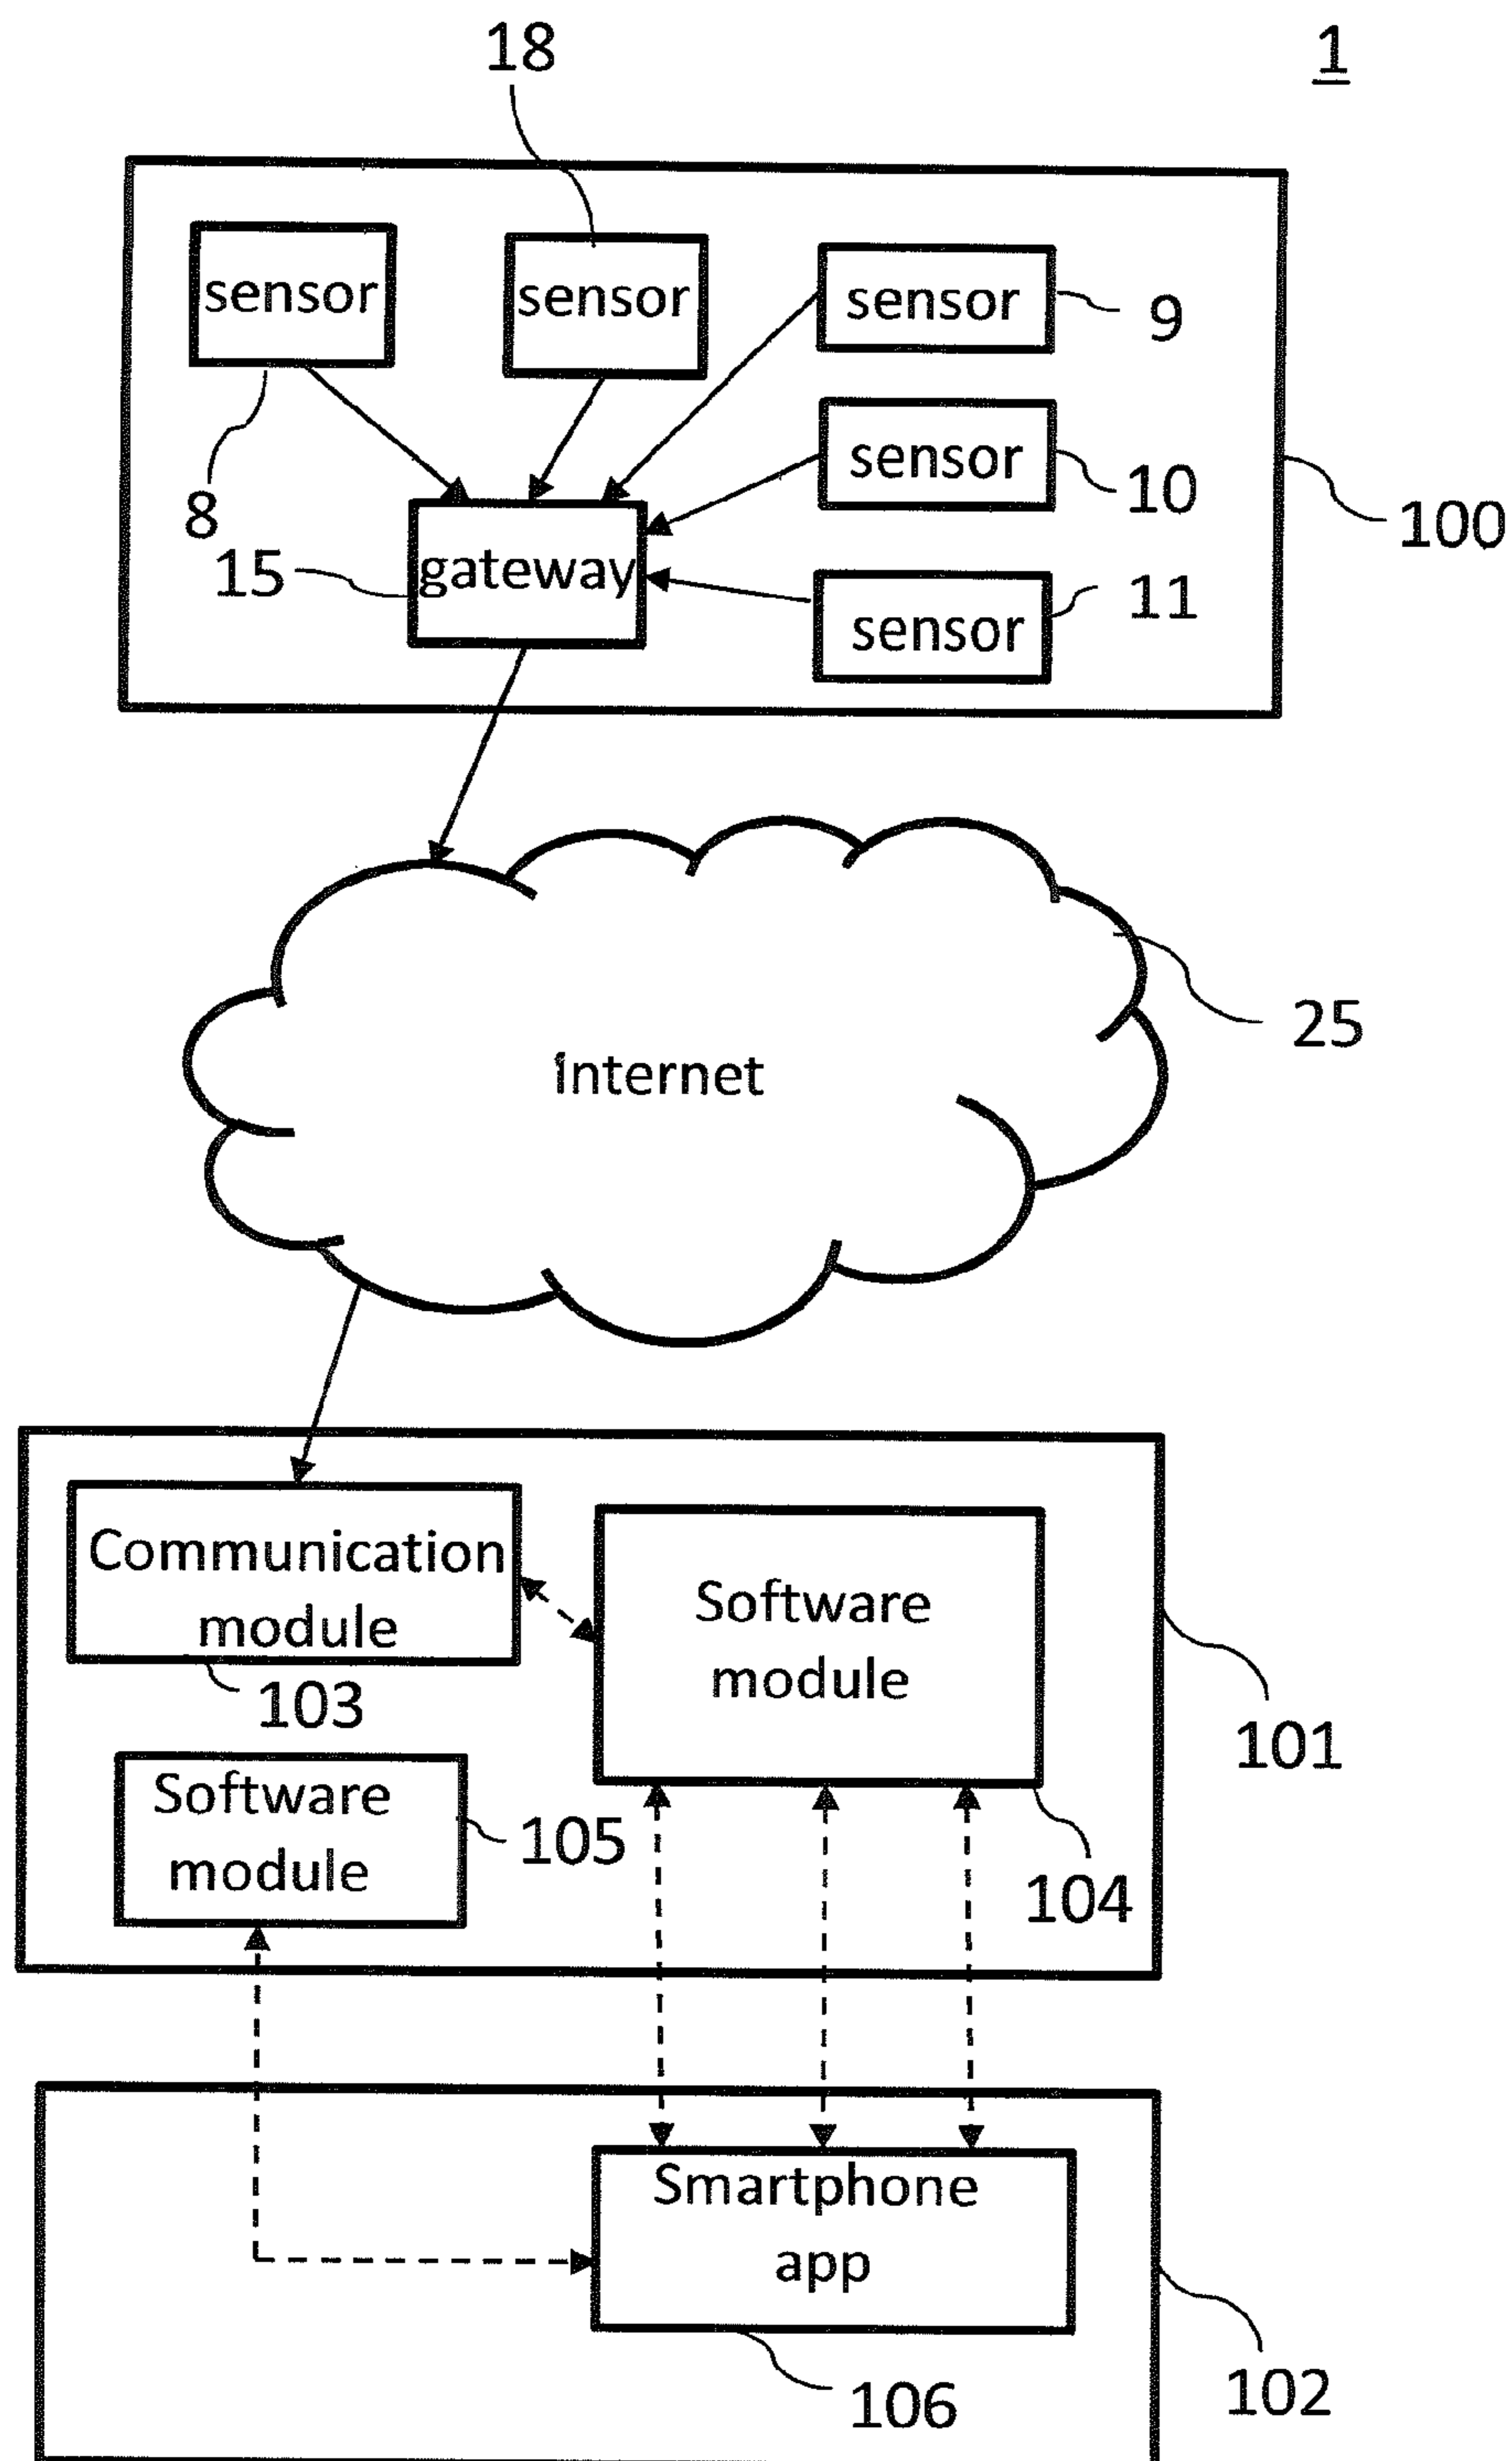 18
1
sensor
sensor
sensor
9
8
sensor
10
100
15
gateway
11
sensor
Internet
25
Communication
module
103
Software
module
101
Software
module
105
104
Smartphone
app
106
102